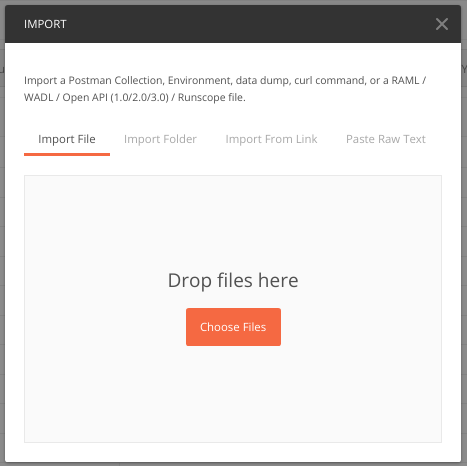 IMPORT
Import a Postman Collection, Environment, data dump, curl command, or a RAML /
WADL / Open API (1.0/2.0/3.0) / Runscope file.
Import File Import Folder Import From Link Paste Raw Text
Drop files here
Choose Files